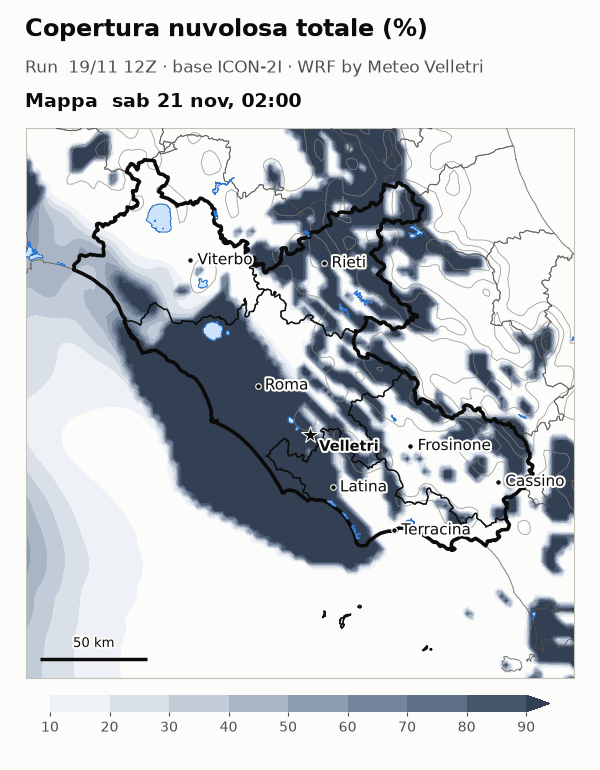 Copertura nuvolosa totale (%)
Run  19/11 12Z · base ICON-2I · WRF by Meteo Velletri
Mappa  sab 21 nov, 02:00
Viterbo
Rieti
Roma
Velletri
Frosinone
Cassino
Latina
Terracina
50 km
10 20 30 40 50 60 70 80 90